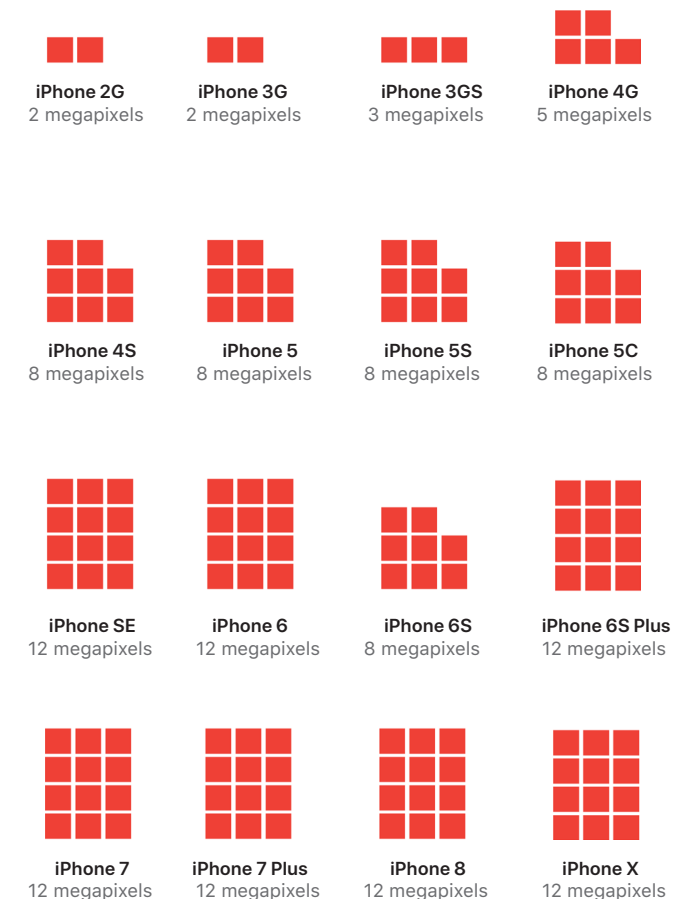 iPhone 2G
2 megapixels
iPhone 3G
2 megapixels
iPhone 3GS
3 megapixels
iPhone 4G
5 megapixels
iPhone 4S
8 megapixels
iPhone 5
8 megapixels
iPhone 5S
8 megapixels
iPhone 5C
8 megapixels
iPhone SE
12 megapixels
iPhone 6
12 megapixels
iPhone 6S
8 megapixels
iPhone 6S Plus
12 megapixels
iPhone 7
12 megapixels
iPhone 7 Plus
12 megapixels
iPhone 8
12 megapixels
iPhone X
12 megapixels